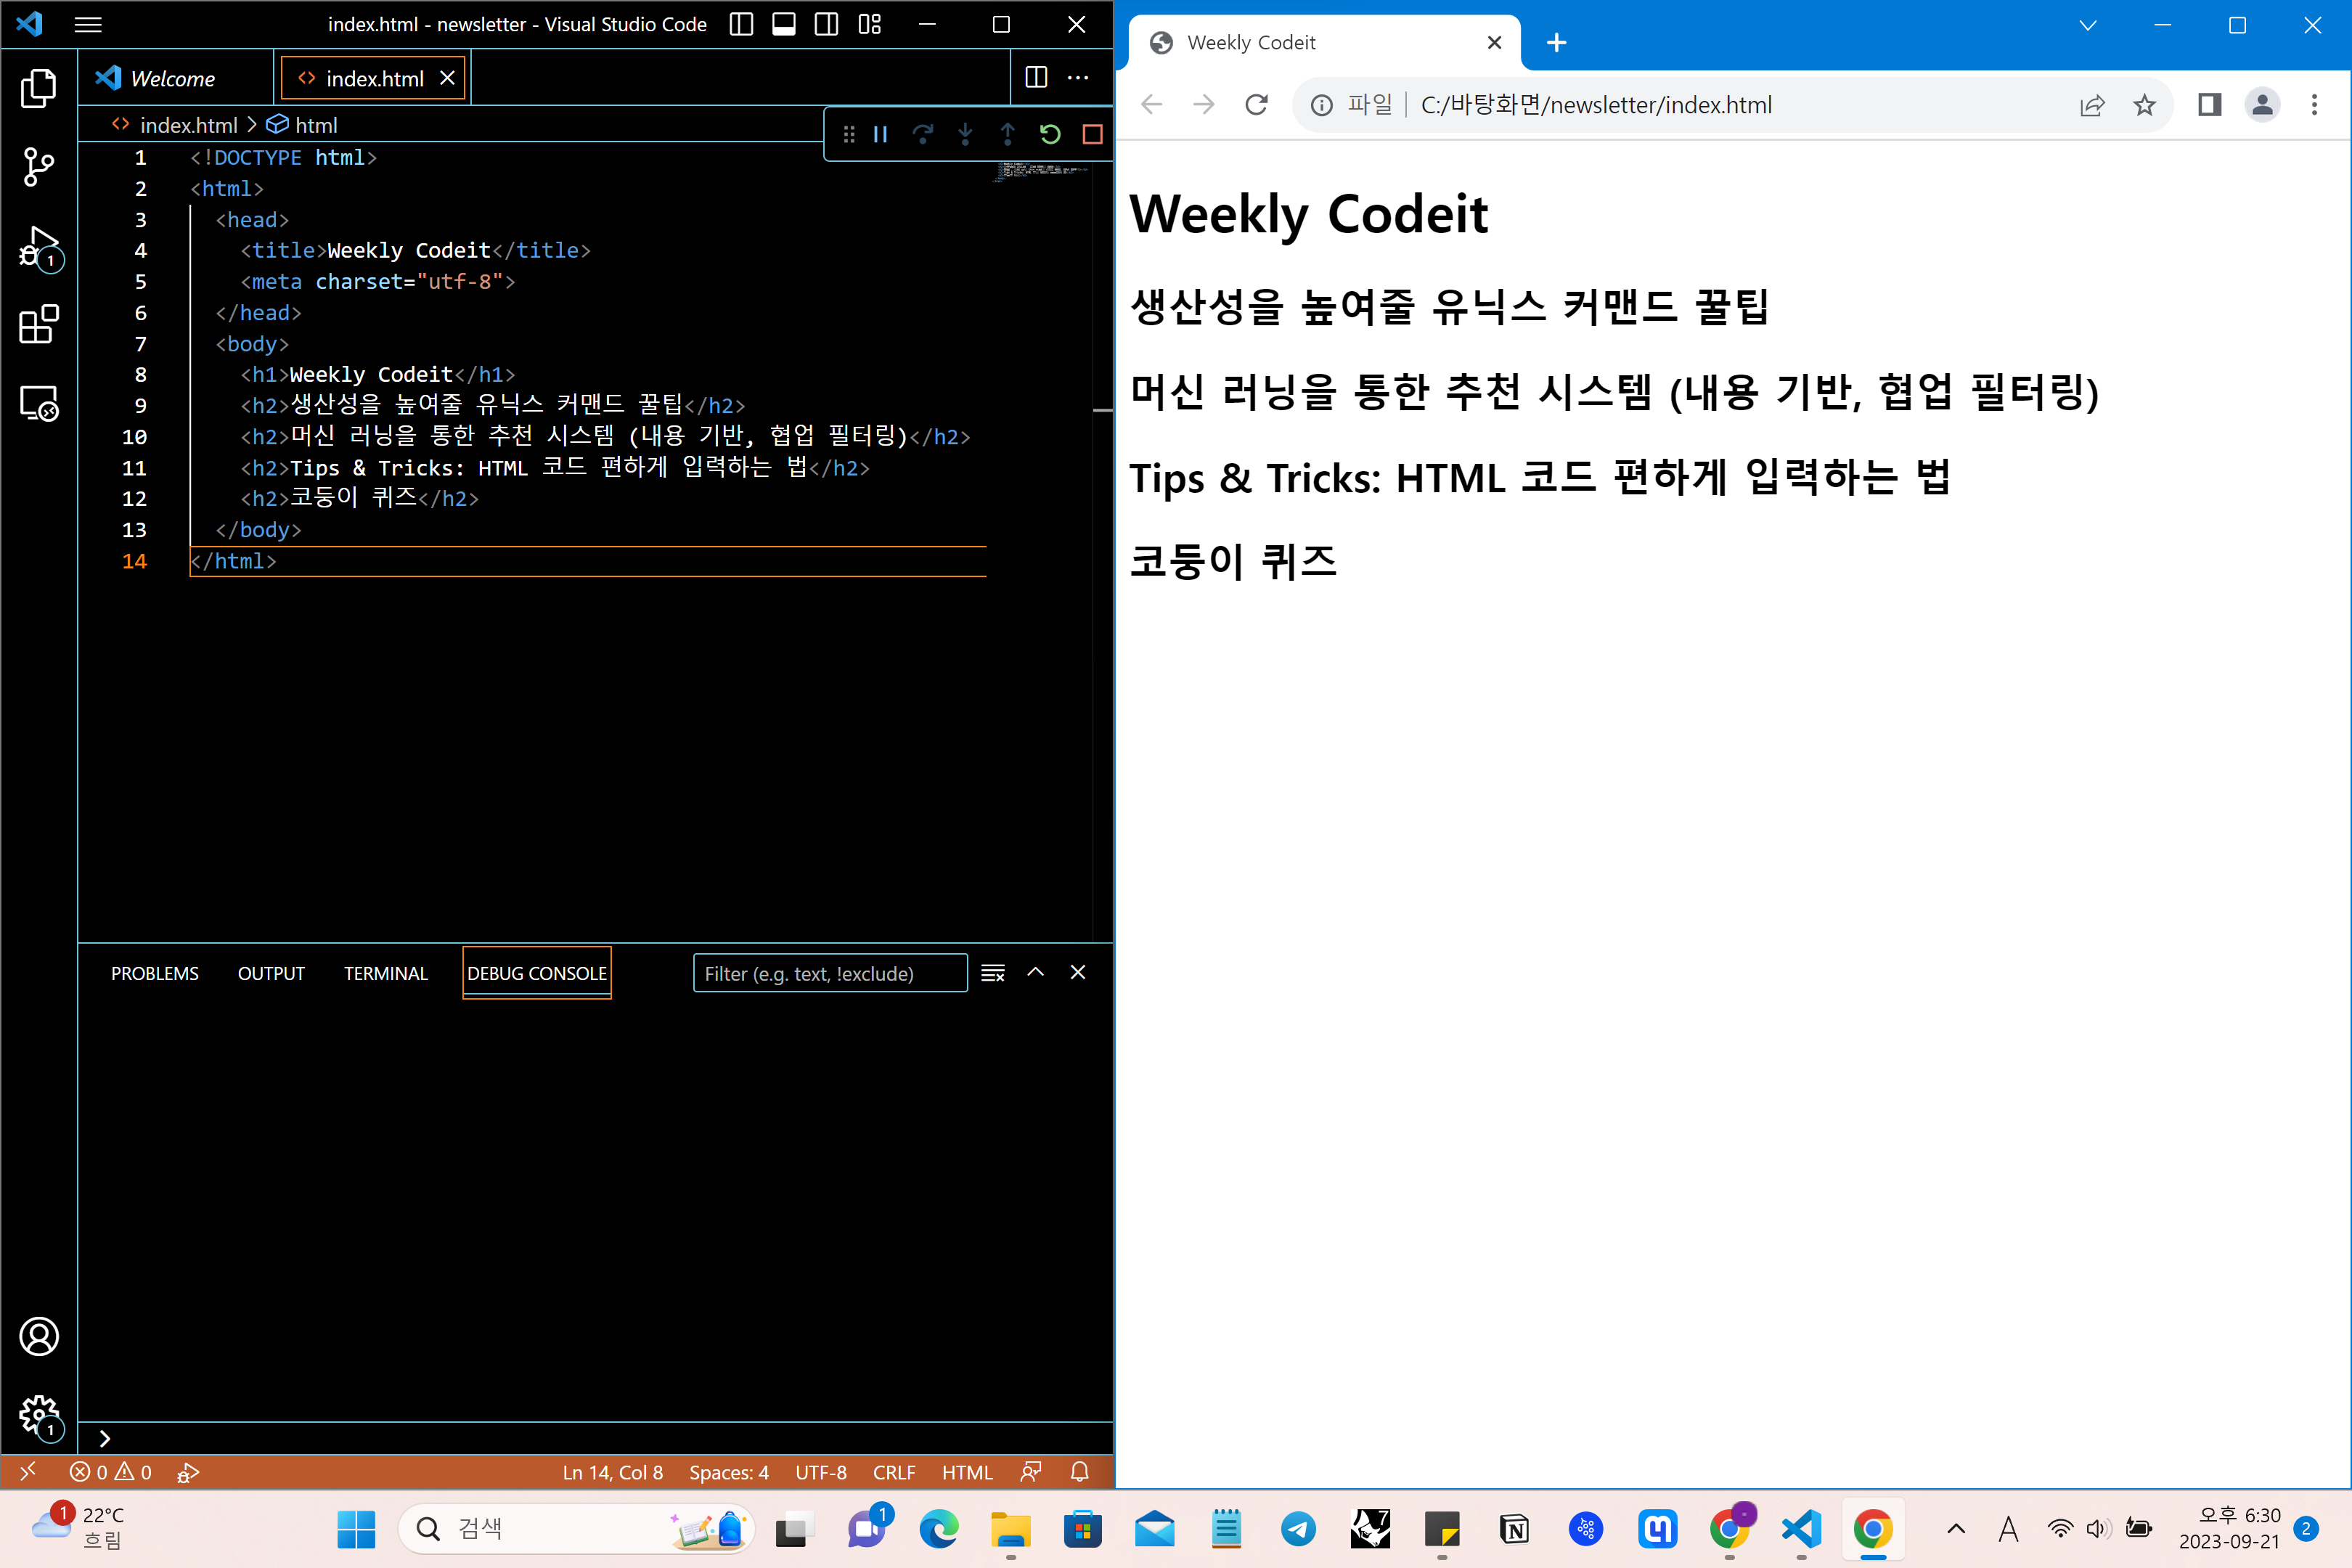 index.html - newsletter - Visual Studio Code
Welcome
index.html
index.html > html
1 <!DOCTYPE html>
2 <html>
3 <head>
4 <title>Weekly Codeit</title>
5 <meta charset="utf-8">
6 </head>
7 <body>
8 <h1>Weekly Codeit</h1>
9 <h2>생산성을 높여줄 유닉스 커맨드 꿀팁</h2>
10 <h2>머신 러닝을 통한 추천 시스템 (내용 기반, 협업 필터링)</h2>
11 <h2>Tips & Tricks: HTML 코드 편하게 입력하는 법</h2>
12 <h2>코둥이 퀴즈</h2>
13 </body>
14 </html>
1
PROBLEMS OUTPUT TERMINAL DEBUG CONSOLE Filter (e.g. text, !exclude)
1
0 0 Ln 14, Col 8 Spaces: 4 UTF-8 CRLF HTML
Weekly Codeit
파일 C:/바탕화면/newsletter/index.html
Weekly Codeit
생산성을 높여줄 유닉스 커맨드 꿀팁
머신 러닝을 통한 추천 시스템 (내용 기반, 협업 필터링)
Tips & Tricks: HTML 코드 편하게 입력하는 법
코둥이 퀴즈
1 22°C
흐림
검색
1
7
N
A
오후 6:30
2023-09-21
2